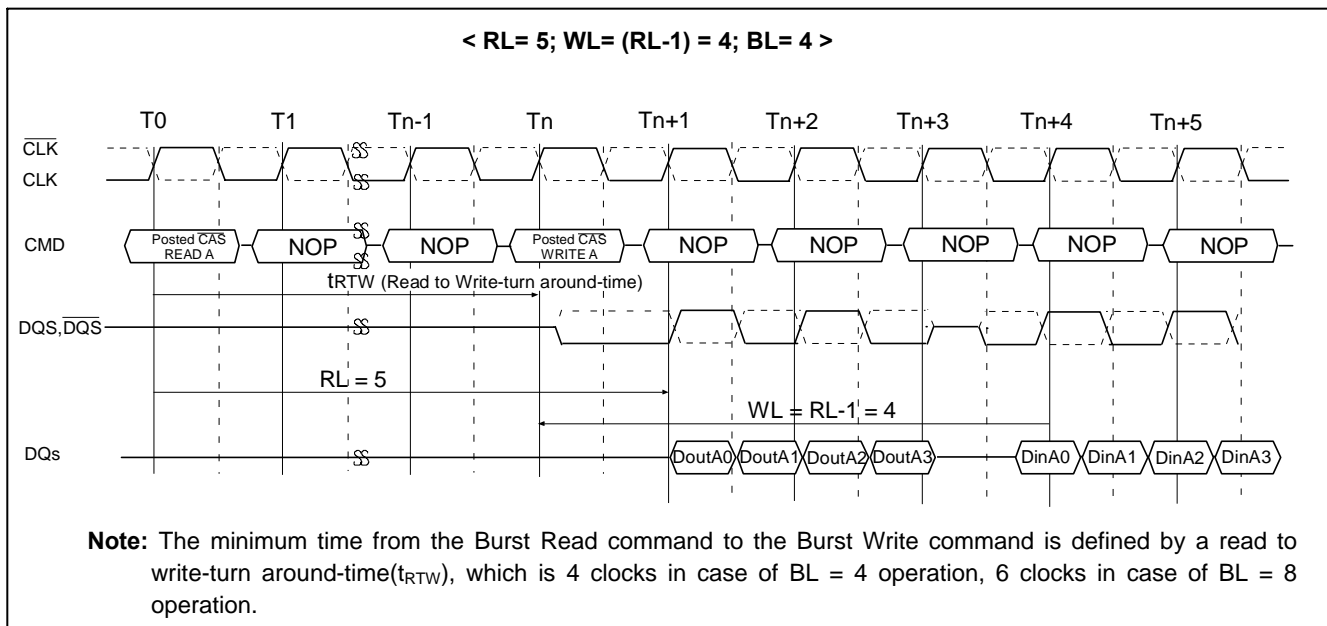 < RL= 5; WL= (RL-1) = 4; BL= 4 >
T0 T1 Tn-1 Tn Tn+1 Tn+2 Tn+3 Tn+4 Tn+5
CLK
CLK
CMD
Posted CAS
READ A
NOP
NOP
Posted CAS
WRITE A
NOP
NOP
NOP
NOP
NOP
tRTW (Read to Write-turn around-time)
DQS,DQS
RL = 5
WL = RL-1 = 4
DQs
DoutA0 DoutA1 DoutA2 DoutA3 DinA0 DinA1 DinA2 DinA3
Note: The minimum time from the Burst Read command to the Burst Write command is defined by a read to
write-turn around-time(tRTW), which is 4 clocks in case of BL = 4 operation, 6 clocks in case of BL = 8
operation.